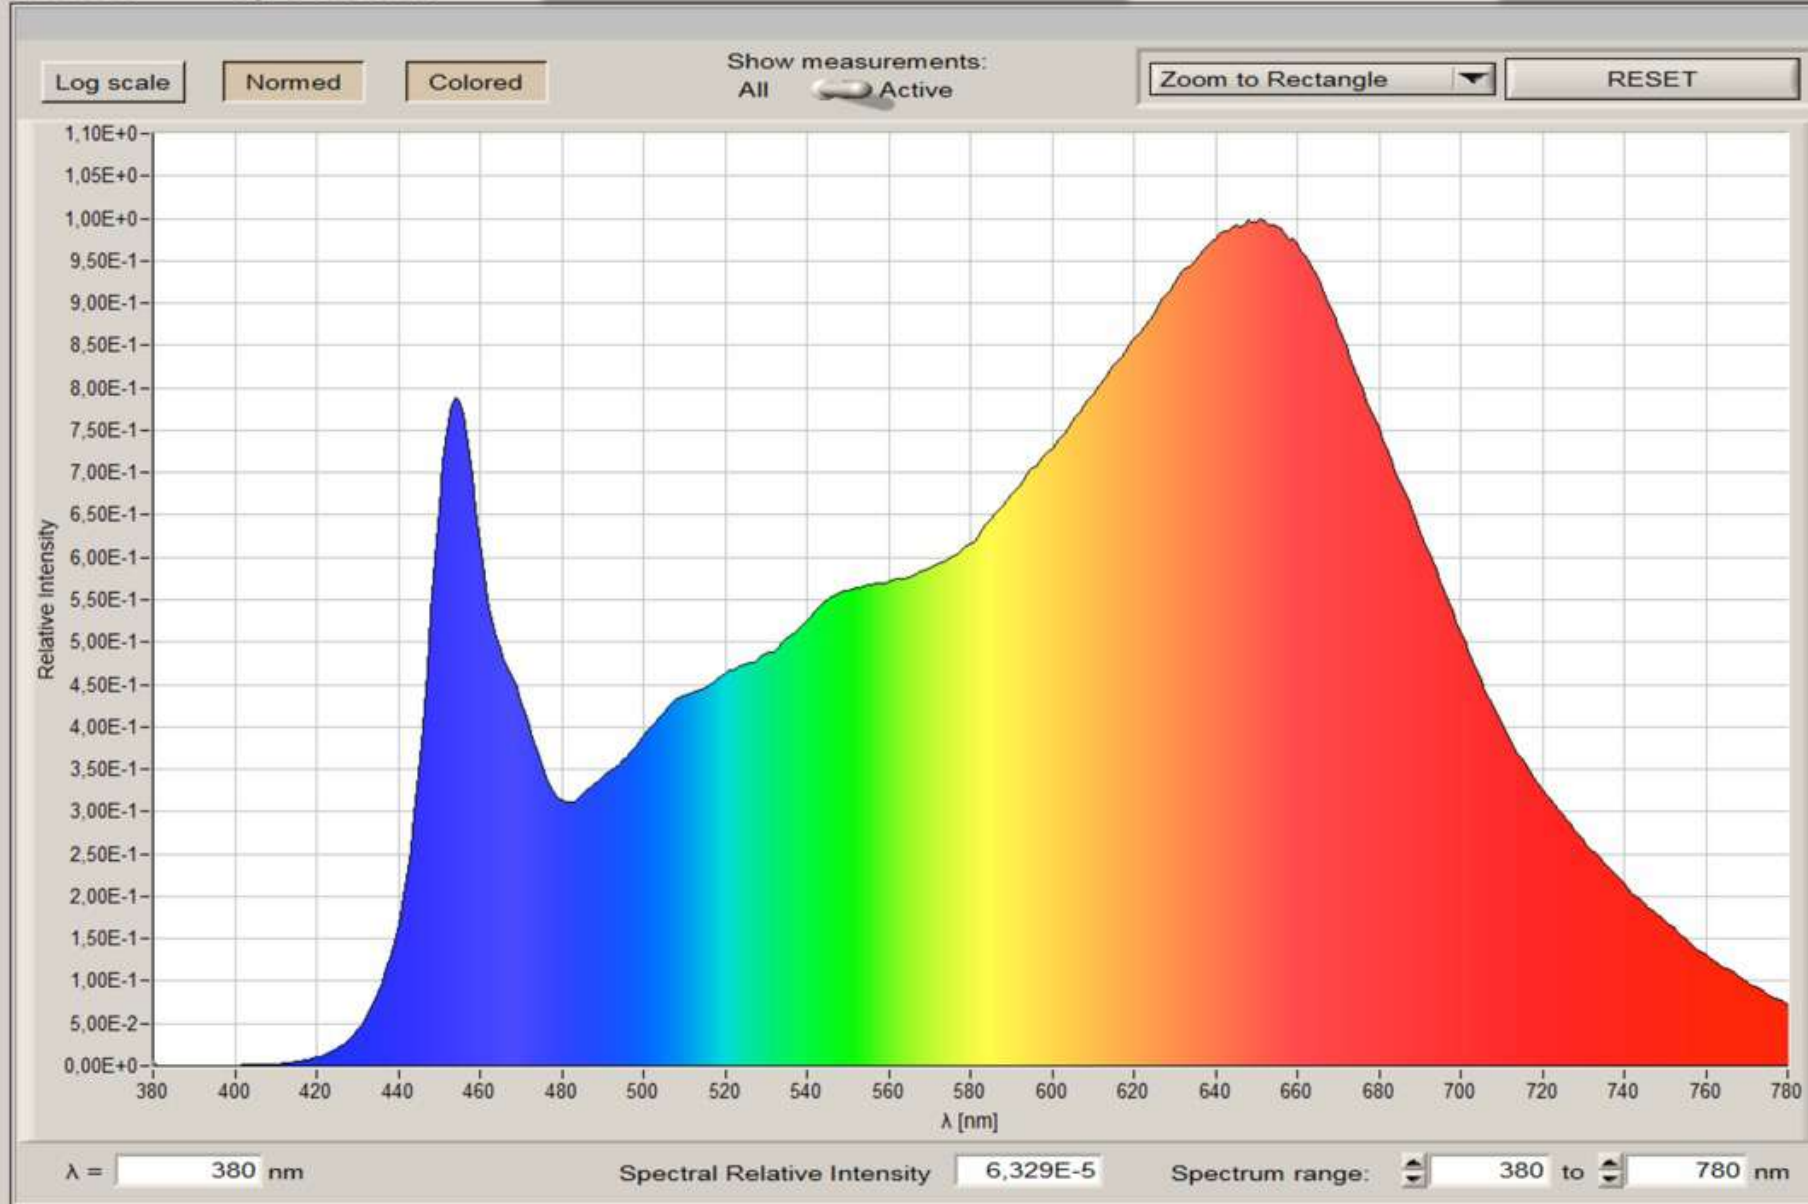 Show measurements:
Log scale Normed Colored All Active Zoom to Rectangle RESET
1,10E+0
1,05E+0
1,00E+0
9,50E-1
9,00E-1
8,50E-1
8,00E-1
7,50E-1
7,00E-1
6,50E-1
6,00E-1
5,50E-1
5,00E-1
4,50E-1
4,00E-1
3,50E-1
3,00E-1
2,50E-1
2,00E-1
1,50E-1
1,00E-1
5,00E-2
0,00E+0
Relative Intensity
380 400 420 440 460 480 500 520 540 560 580 600 620 640 660 680 700 720 740 760 780
λ [nm]
λ = 380 nm Spectral Relative Intensity 6,329E-5 Spectrum range: 380 to 780 nm